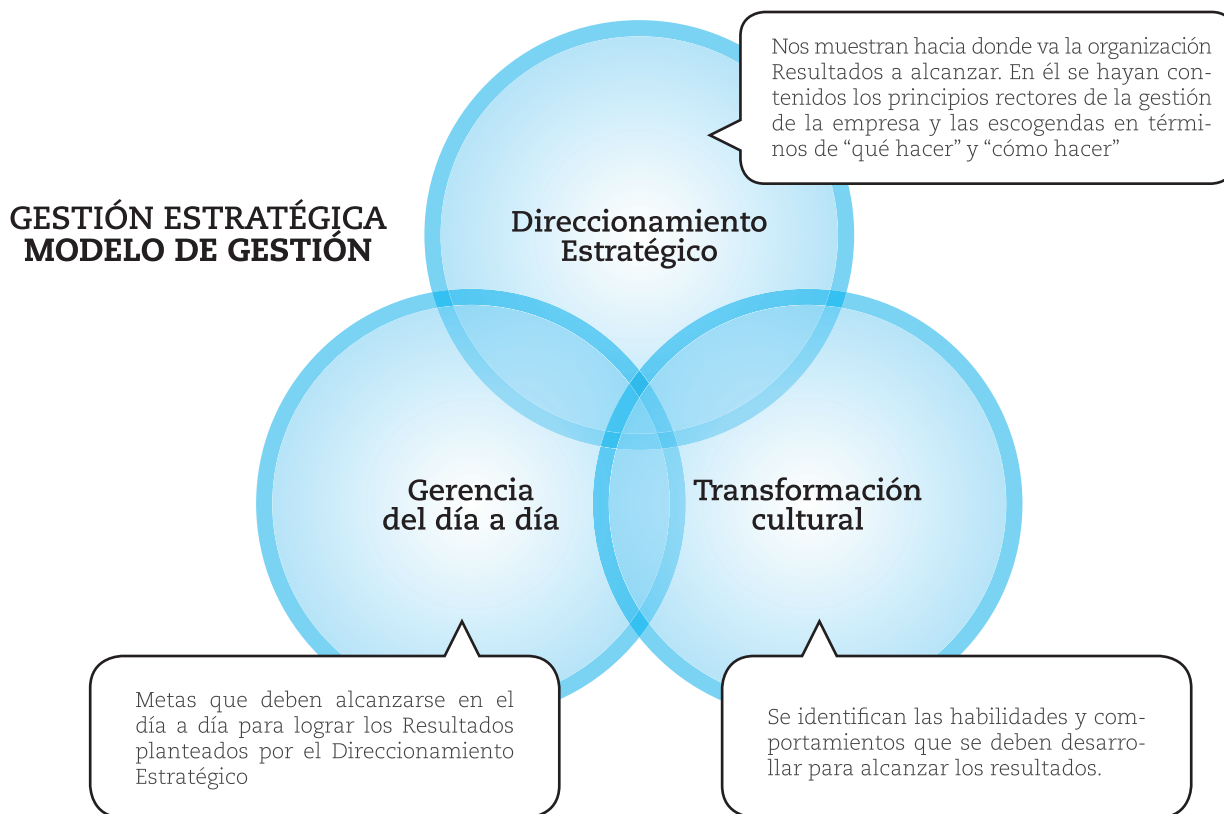 Nos muestran hacia donde va la organización
Resultados a alcanzar. En él se hayan con-
tenidos los principios rectores de la gestión
de la empresa y las escogendas en térmi-
nos de “qué hacer” y “cómo hacer”
GESTIÓN ESTRATÉGICA
MODELO DE GESTIÓN
Direccionamiento
Estratégico
Gerencia
del día a día
Transformación
cultural
Metas que deben alcanzarse en el
día a día para lograr los Resultados
planteados por el Direccionamiento
Estratégico
Se identifican las habilidades y com-
portamientos que se deben desarro-
llar para alcanzar los resultados.